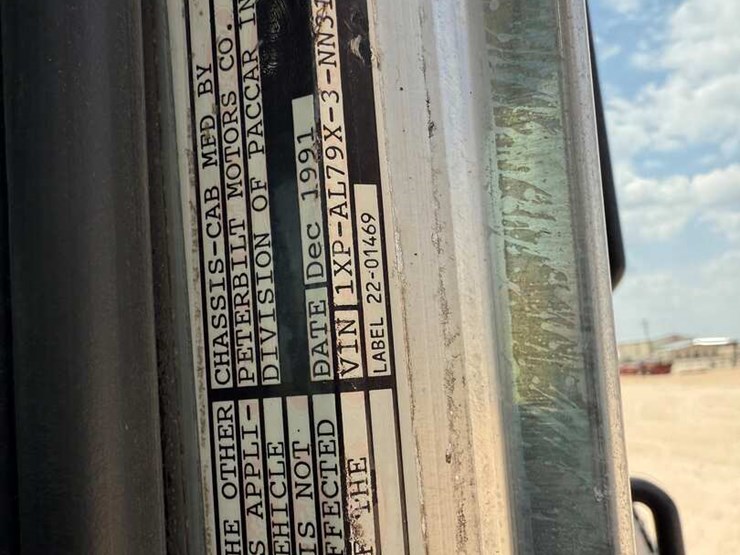 CHASSIS-CAB MFD BY
PETERBILT MOTORS CO.
DIVISION OF PACCAR IN
DATE Dec 1991
VIN 1XP-AL79X-3-NN31
LABEL 22-01469
HE OTHER
S APPLI-
EHICLE
IS NOT
FFECTED
F THE